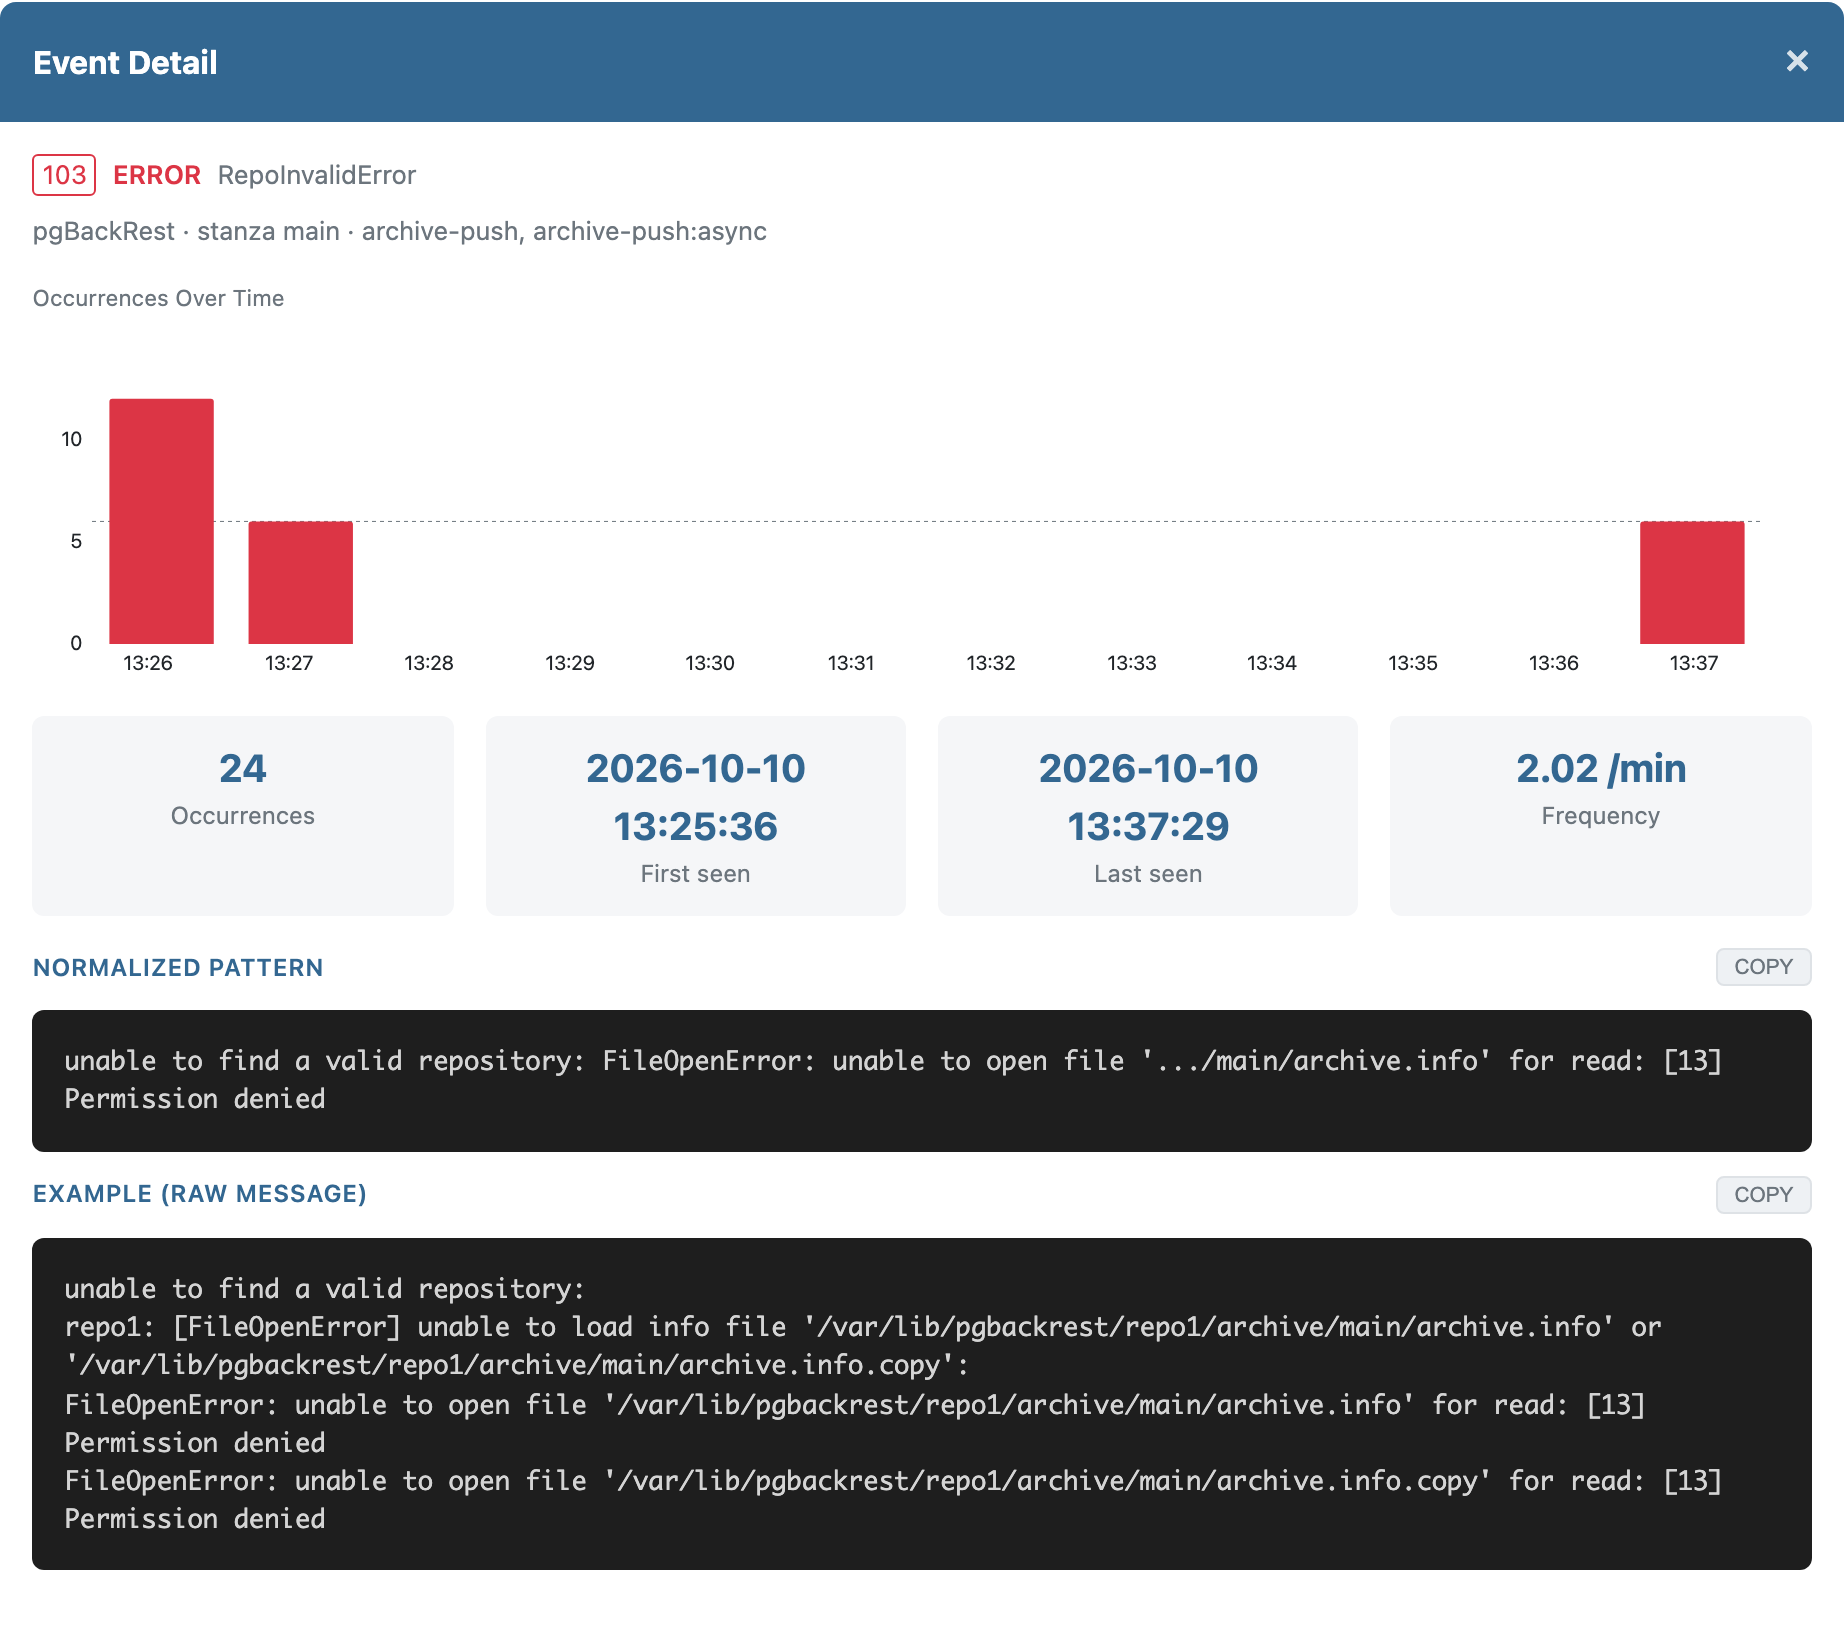 Event Detail
×
103 ERROR RepoInvalidError
pgBackRest · stanza main · archive-push, archive-push:async
Occurrences Over Time
10
5
0
13:26 13:27 13:28 13:29 13:30 13:31 13:32 13:33 13:34 13:35 13:36 13:37
24
Occurrences
2026-10-10
13:25:36
First seen
2026-10-10
13:37:29
Last seen
2.02 /min
Frequency
NORMALIZED PATTERN
COPY
unable to find a valid repository: FileOpenError: unable to open file '.../main/archive.info' for read: [13]
Permission denied
EXAMPLE (RAW MESSAGE)
COPY
unable to find a valid repository:
repo1: [FileOpenError] unable to load info file '/var/lib/pgbackrest/repo1/archive/main/archive.info' or
'/var/lib/pgbackrest/repo1/archive/main/archive.info.copy':
FileOpenError: unable to open file '/var/lib/pgbackrest/repo1/archive/main/archive.info' for read: [13]
Permission denied
FileOpenError: unable to open file '/var/lib/pgbackrest/repo1/archive/main/archive.info.copy' for read: [13]
Permission denied